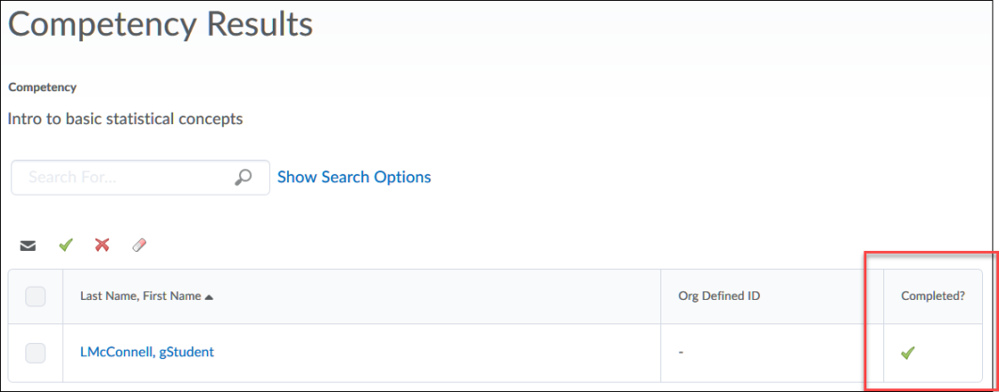 Competency Results
Competency
Intro to basic statistical concepts
Search For...
Show Search Options
Last Name, First Name
Org Defined ID
Completed?
LMcConnell, gStudent
-